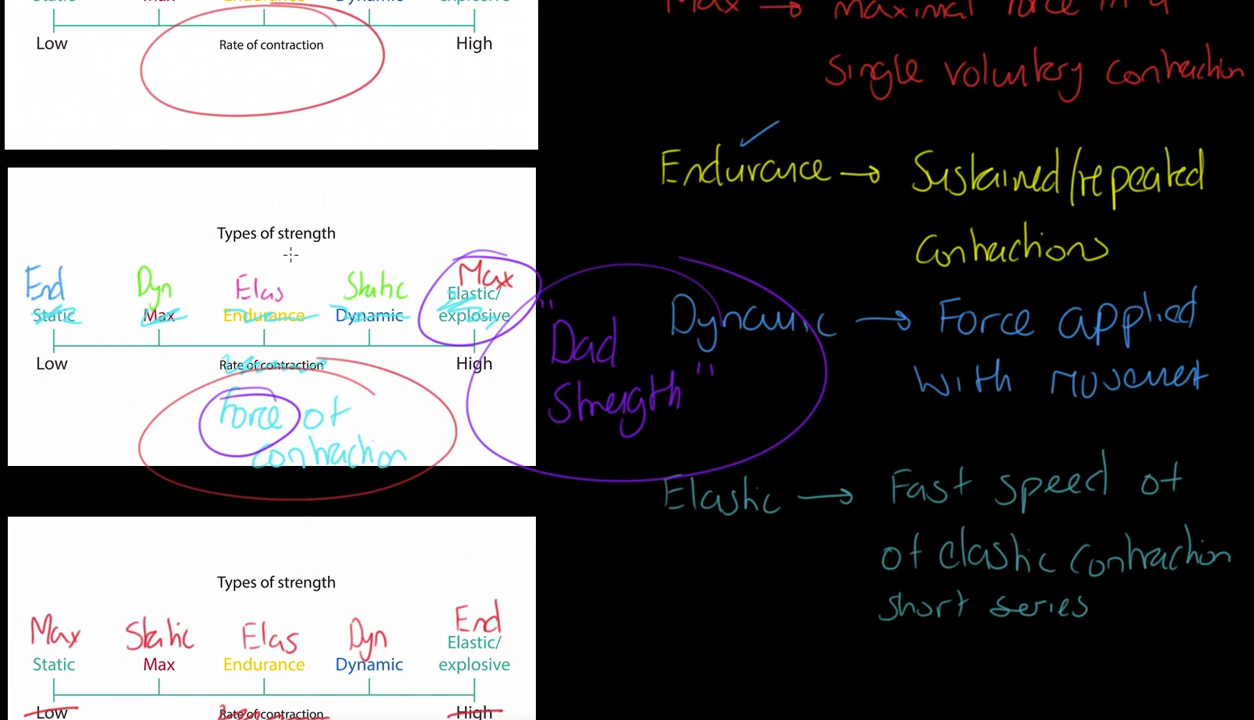 Static Max Endurance Dynamic explosive
Low Rate of contraction High
Types of strength
End Dyn Elas Static Max
Elastic/
Static Max Endurance Dynamic explosive
Low Rate of contraction High
Force of
contraction
"Dad
Strength"
Types of strength
Max Static Elas Dyn End
Elastic/
Static Max Endurance Dynamic explosive
Low Rate of contraction High
Max → maximal force in a
single voluntary contraction
Endurance → Sustained/repeated
contractions
Dynamic → Force applied
with movement
Elastic → Fast speed of
of elastic contraction
short series